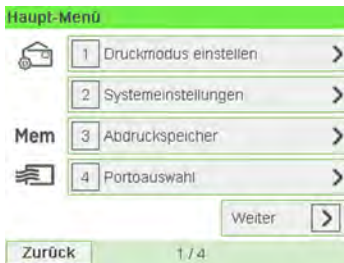 Haupt-Menü
1 Druckmodus einstellen
2 Systemeinstellungen
Mem 3 Abdruckspeicher
4 Portoauswahl
Weiter
Zurück 1 / 4